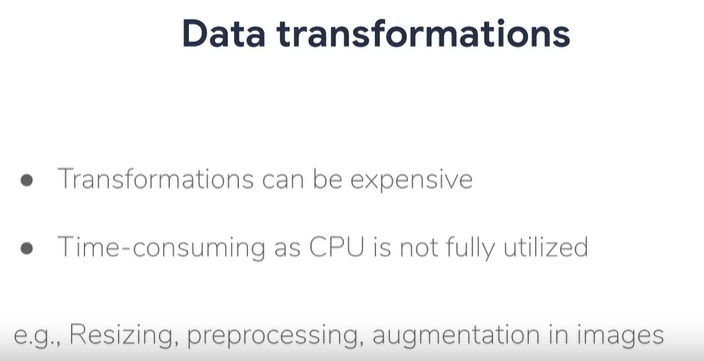 Data transformations
● Transformations can be expensive
● Time-consuming as CPU is not fully utilized
e.g., Resizing, preprocessing, augmentation in images